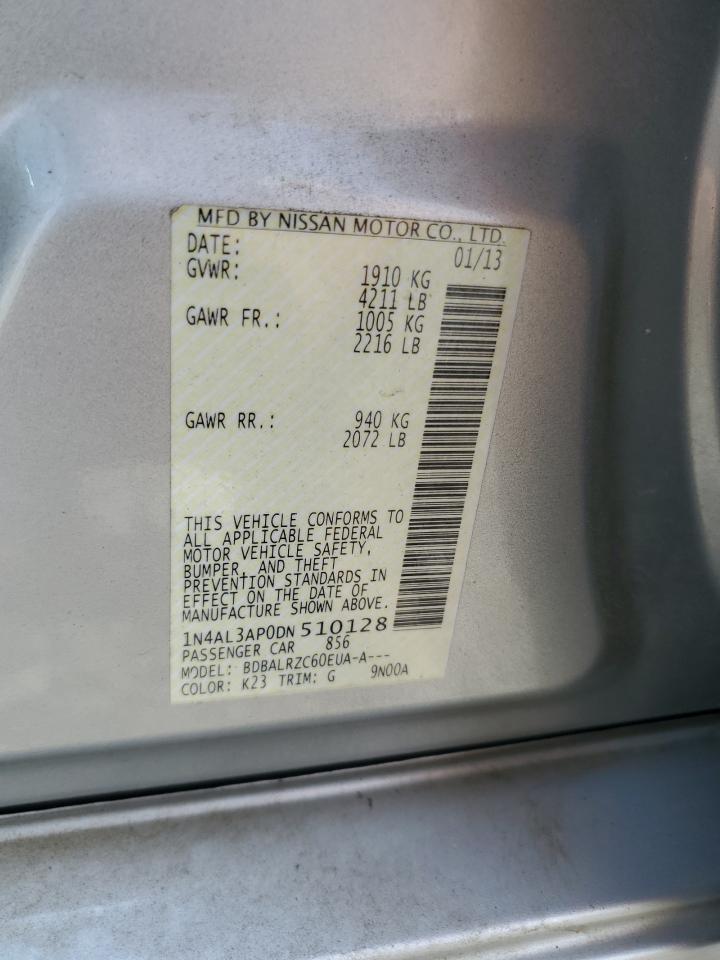 MFD BY NISSAN MOTOR CO., LTD.
DATE: 01/13
GVWR: 1910 KG
4211 LB
GAWR FR.: 1005 KG
2216 LB
GAWR RR.: 940 KG
2072 LB
THIS VEHICLE CONFORMS TO
ALL APPLICABLE FEDERAL
MOTOR VEHICLE SAFETY,
BUMPER, AND THEFT
PREVENTION STANDARDS IN
EFFECT ON THE DATE OF
MANUFACTURE SHOWN ABOVE.
1N4AL3AP0DN510128
PASSENGER CAR 856
MODEL: BDBALRZC60EUA-A---
COLOR: K23 TRIM: G 9N00A